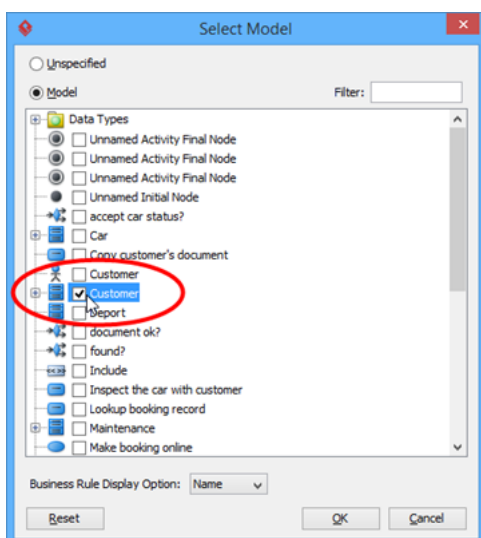 Select Model
Unspecified
Model Filter:
Data Types
Unnamed Activity Final Node
Unnamed Activity Final Node
Unnamed Activity Final Node
Unnamed Initial Node
accept car status?
Car
Copy customer's document
Customer
Customer
Deport
document ok?
found?
Include
Inspect the car with customer
Lookup booking record
Maintenance
Make booking online
Business Rule Display Option: Name
Reset OK Cancel